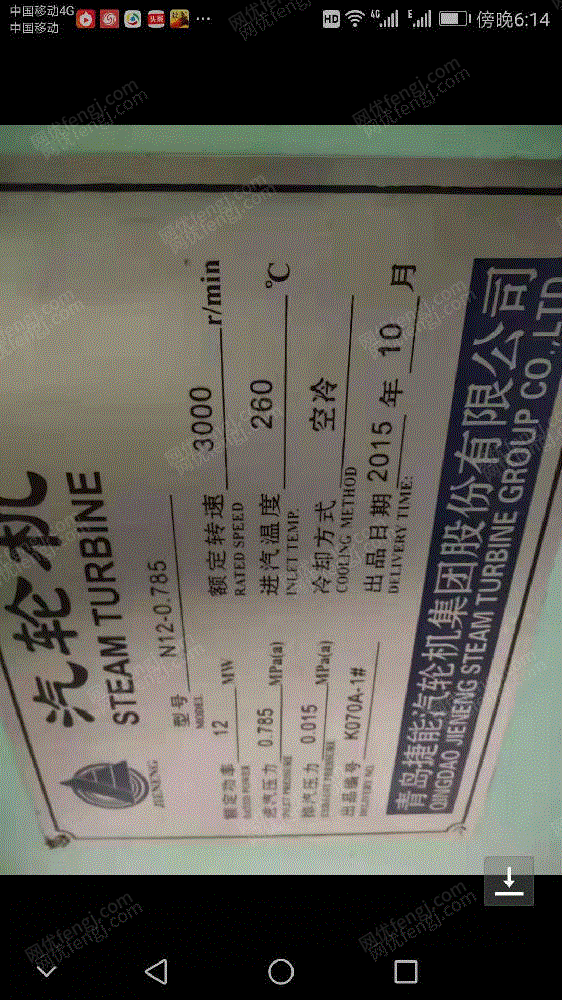 中国移动4G
中国移动
HD
4G
E
傍晚6:14
汽轮机
STEAM TURBINE
JIENENG
型号 N12-0.785
MODEL
额定功率 12 MW
RATED POWER
额定转速 3000 r/min
RATED SPEED
进汽压力 0.785 MPa(a)
INLET PRESSURE
进汽温度 260 ℃
INLET TEMP.
排汽压力 0.015 MPa(a)
EXHAUST PRESSURE
冷却方式 空冷
COOLING METHOD
出品编号 K070A-1#
DELIVERY NO.
出品日期 2015 年 10 月
DELIVERY TIME:
青岛捷能汽轮机集团股份有限公司
QINGDAO JIENENG STEAM TURBINE GROUP CO.,LTD
网优fengj.com